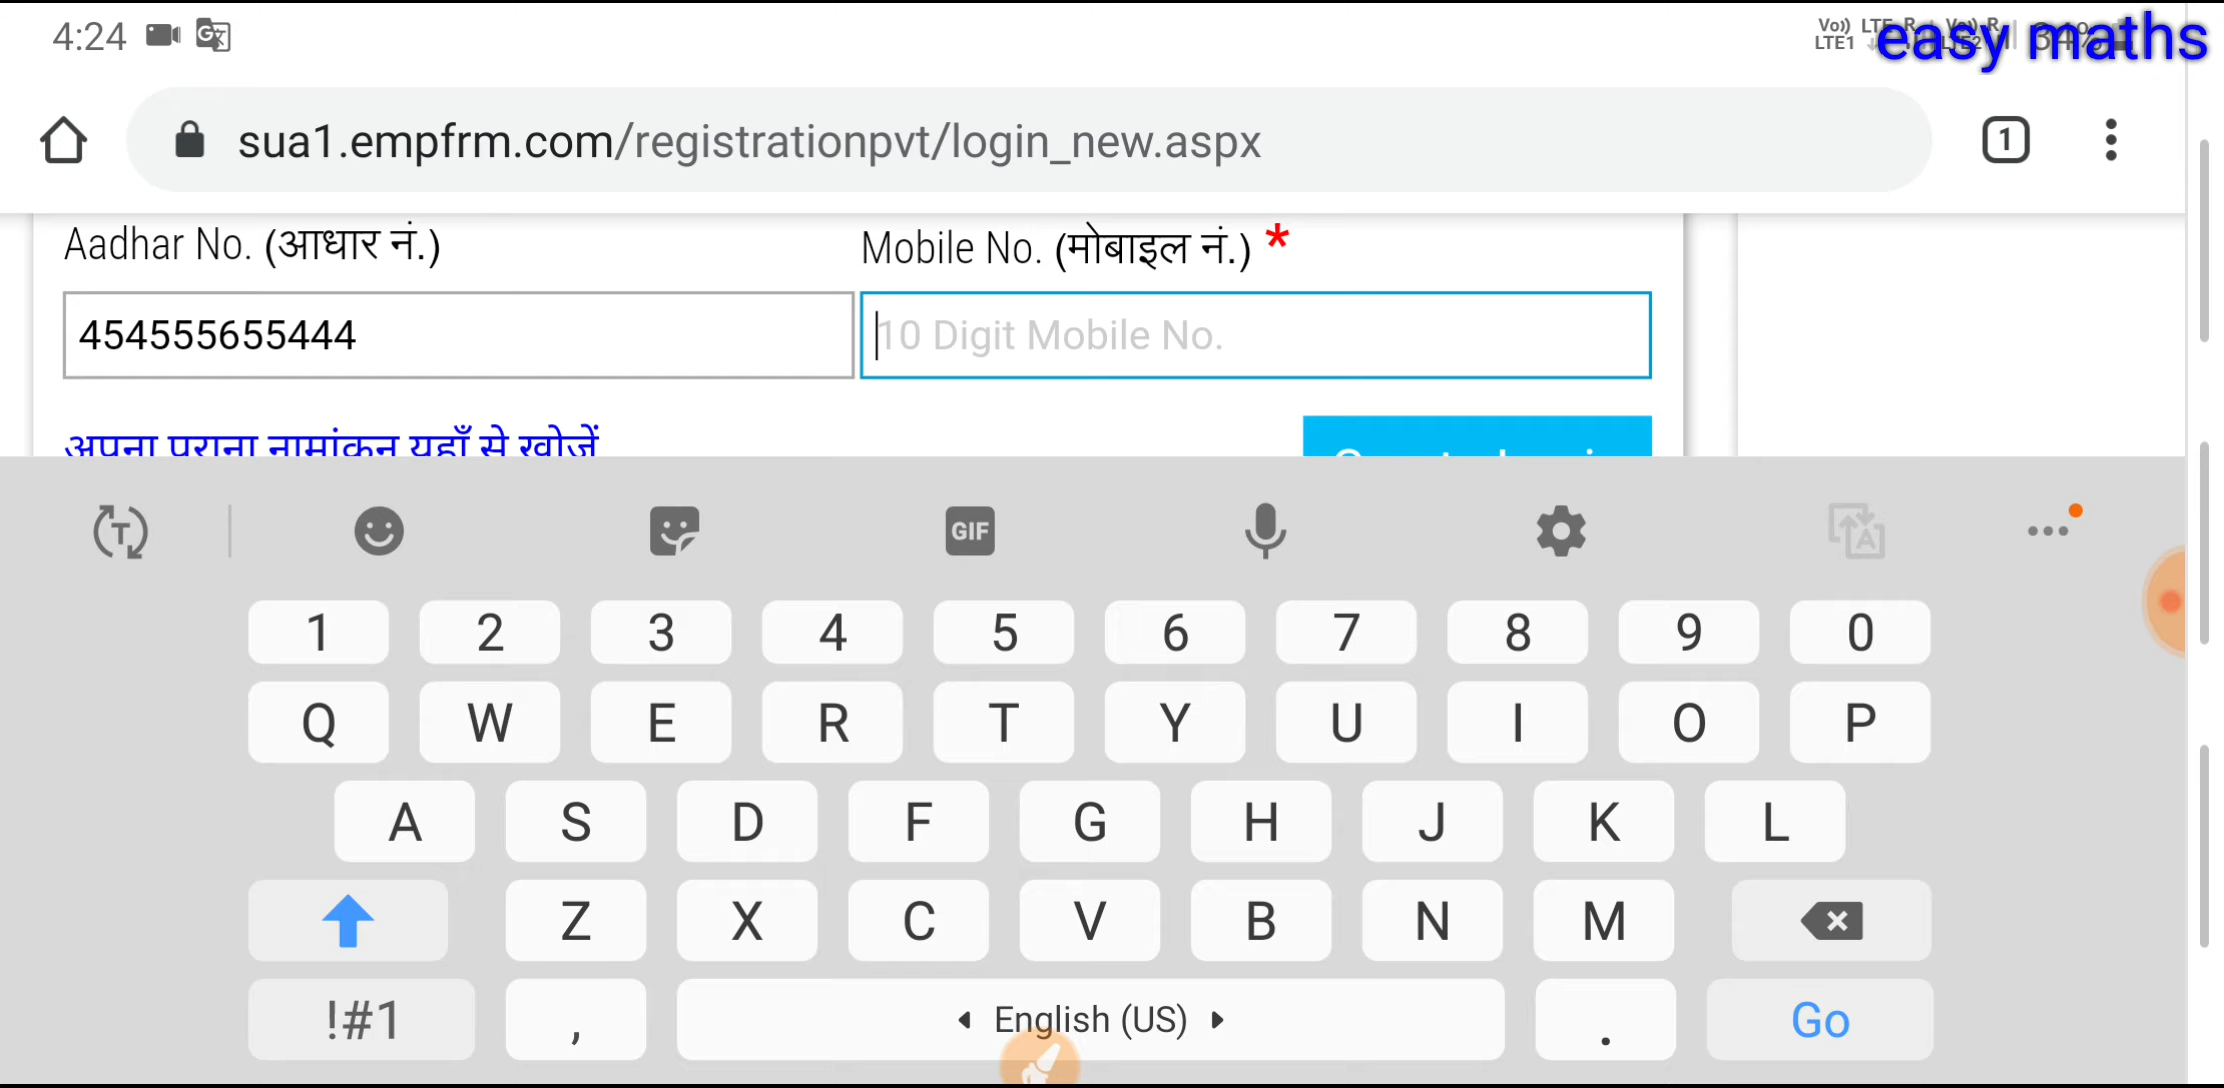 4:24
easy maths
sua1.empfrm.com/registrationpvt/login_new.aspx
1
Aadhar No. (आधार नं.)
Mobile No. (मोबाइल नं.) *
454555655444
10 Digit Mobile No.
अपना पुराना नामांकन यहाँ से खोजें
T
GIF
A
1 2 3 4 5 6 7 8 9 0
Q W E R T Y U I O P
A S D F G H J K L
Z X C V B N M
!#1 , English (US) . Go